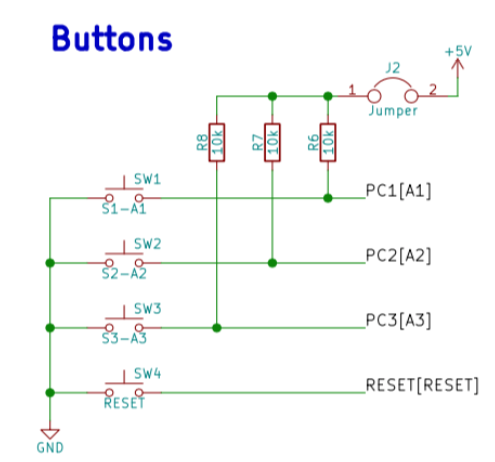 Buttons
+5V
J2
1
2
Jumper
R8
10k
R7
10k
R6
10k
SW1
S1-A1
PC1[A1]
SW2
S2-A2
PC2[A2]
SW3
S3-A3
PC3[A3]
SW4
RESET
RESET[RESET]
GND